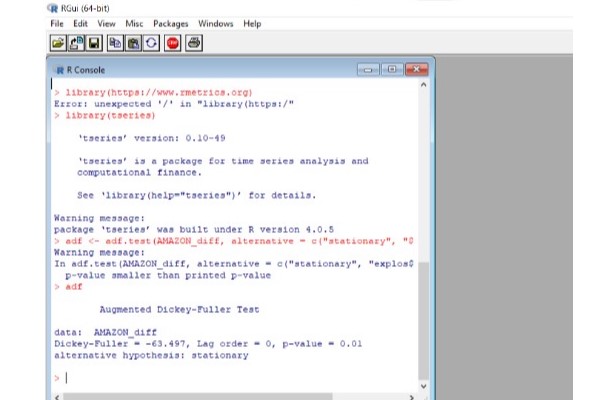 RGui (64-bit)
File Edit View Misc Packages Windows Help
STOP
R Console
> library(https://www.rmetrics.org)
Error: unexpected '/' in "library(https:/"
> library(tseries)
'tseries' version: 0.10-49
'tseries' is a package for time series analysis and
computational finance.
See 'library(help="tseries")' for details.
Warning message:
package 'tseries' was built under R version 4.0.5
> adf <- adf.test(AMAZON_diff, alternative = c("stationary", "$
Warning message:
In adf.test(AMAZON_diff, alternative = c("stationary", "explos$
p-value smaller than printed p-value
> adf
Augmented Dickey-Fuller Test
data: AMAZON_diff
Dickey-Fuller = -63.497, Lag order = 0, p-value = 0.01
alternative hypothesis: stationary
>